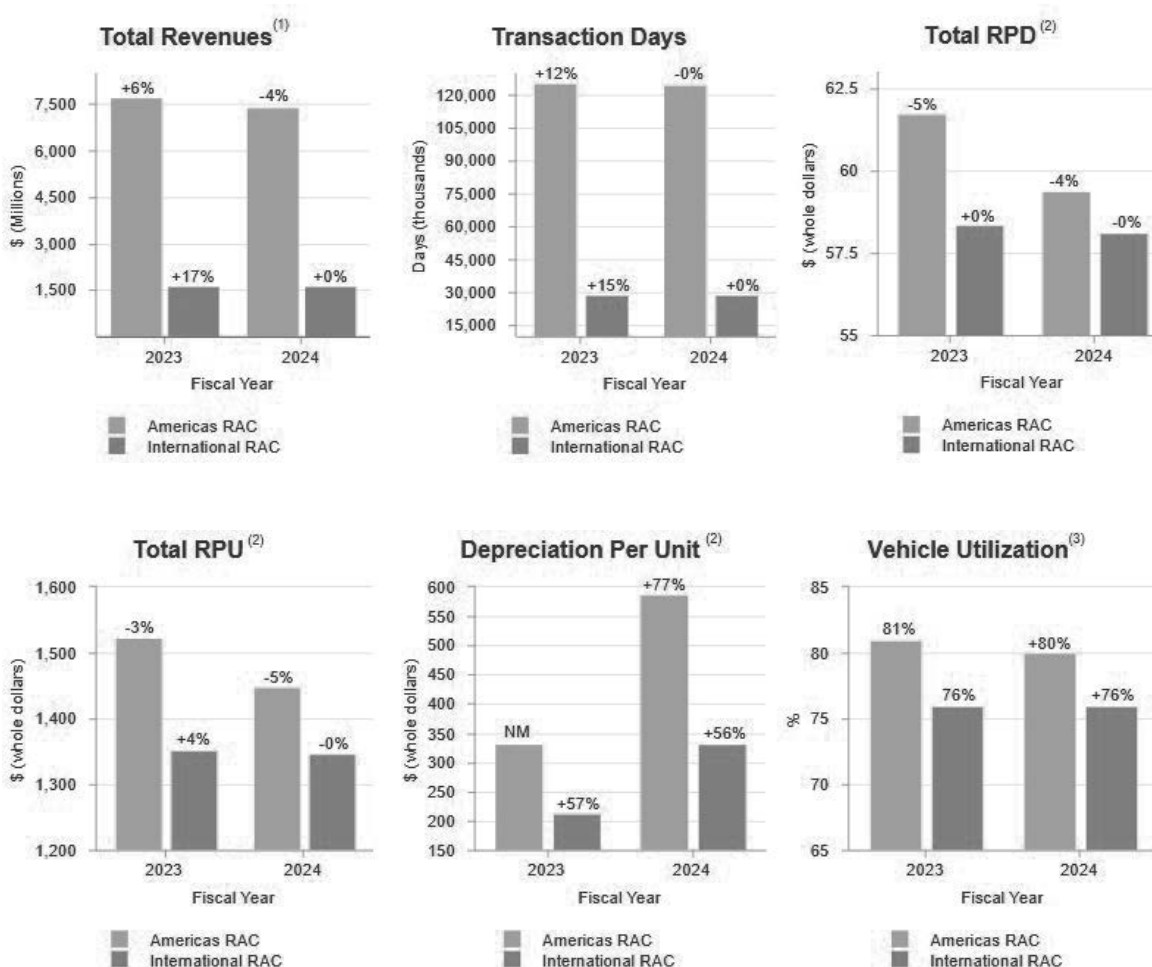 Total Revenues(1)
$ (Millions)
7,500
6,000
4,500
3,000
1,500
+6%
+17%
-4%
+0%
2023
2024
Fiscal Year
Americas RAC
International RAC
Transaction Days
Days (thousands)
120,000
105,000
90,000
75,000
60,000
45,000
30,000
15,000
+12%
+15%
-0%
+0%
2023
2024
Fiscal Year
Americas RAC
International RAC
Total RPD (2)
$ (whole dollars)
62.5
60
57.5
55
-5%
+0%
-4%
-0%
2023
2024
Fiscal Year
Americas RAC
International RAC
Total RPU (2)
$ (whole dollars)
1,600
1,500
1,400
1,300
1,200
-3%
+4%
-5%
-0%
2023
2024
Fiscal Year
Americas RAC
International RAC
Depreciation Per Unit (2)
$ (whole dollars)
600
550
500
450
400
350
300
250
200
150
NM
+57%
+77%
+56%
2023
2024
Fiscal Year
Americas RAC
International RAC
Vehicle Utilization(3)
%
85
80
75
70
65
81%
76%
+80%
+76%
2023
2024
Fiscal Year
Americas RAC
International RAC